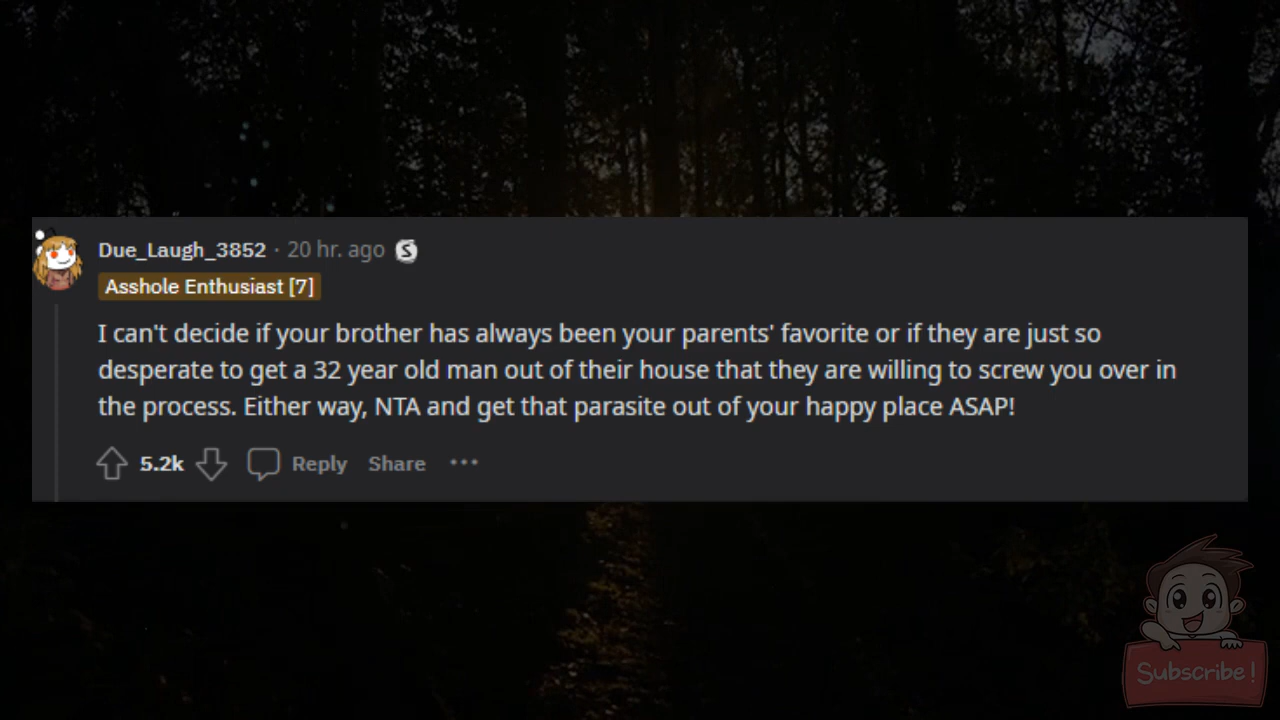 Due_Laugh_3852 · 20 hr. ago
Asshole Enthusiast [7]
I can't decide if your brother has always been your parents' favorite or if they are just so
desperate to get a 32 year old man out of their house that they are willing to screw you over in
the process. Either way, NTA and get that parasite out of your happy place ASAP!
5.2k Reply Share ···
Subscribe!